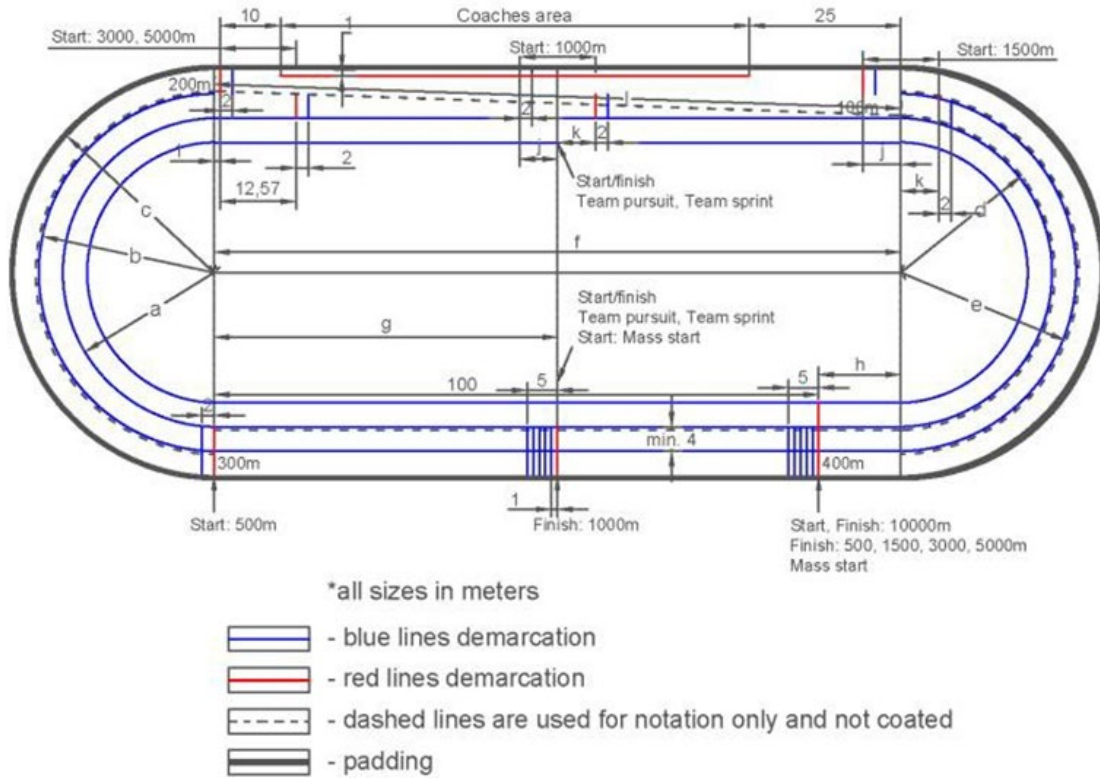 10
1
Coaches area
25
Start: 3000, 5000m
Start: 1000m
Start: 1500m
200m
100m
l
2
2
k
2
i
2
j
j
k
2
d
12,57
c
b
a
Start/finish
Team pursuit, Team sprint
f
Start/finish
Team pursuit, Team sprint
Start: Mass start
e
g
h
100
5
5
2
min. 4
300m
400m
1
Start: 500m
Finish: 1000m
Start, Finish: 10000m
Finish: 500, 1500, 3000, 5000m
Mass start
*all sizes in meters
- blue lines demarcation
- red lines demarcation
- dashed lines are used for notation only and not coated
- padding